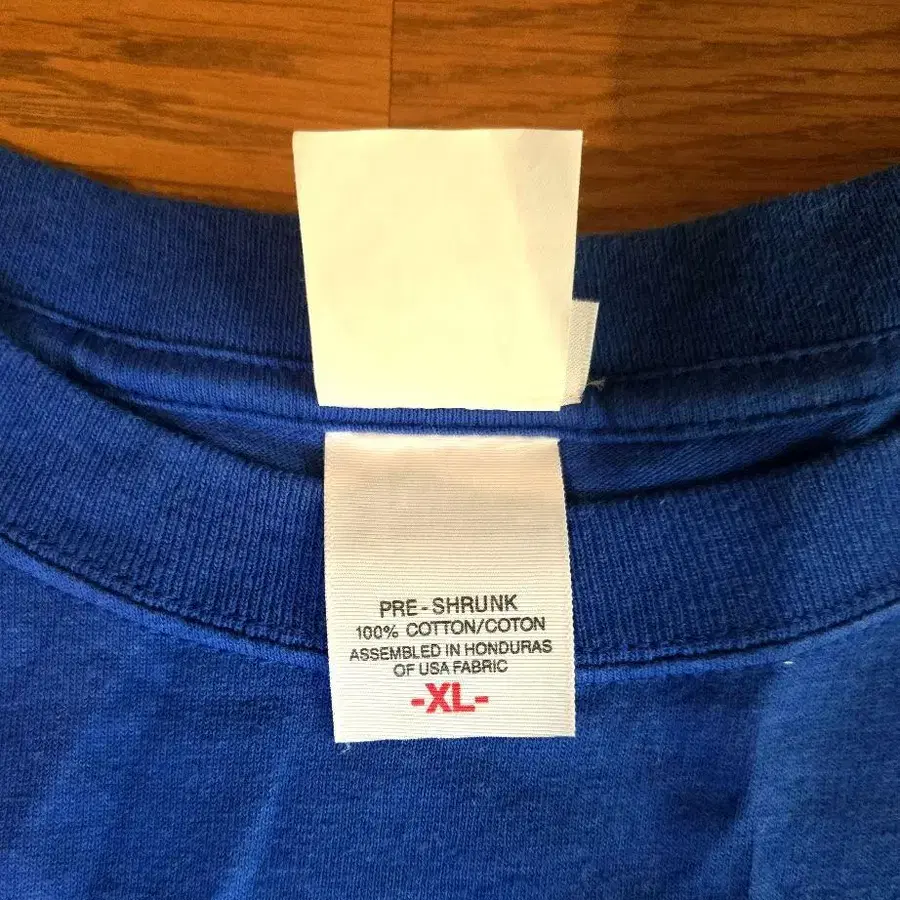 PRE-SHRUNK
100% COTTON/COTON
ASSEMBLED IN HONDURAS
OF USA FABRIC
-XL-